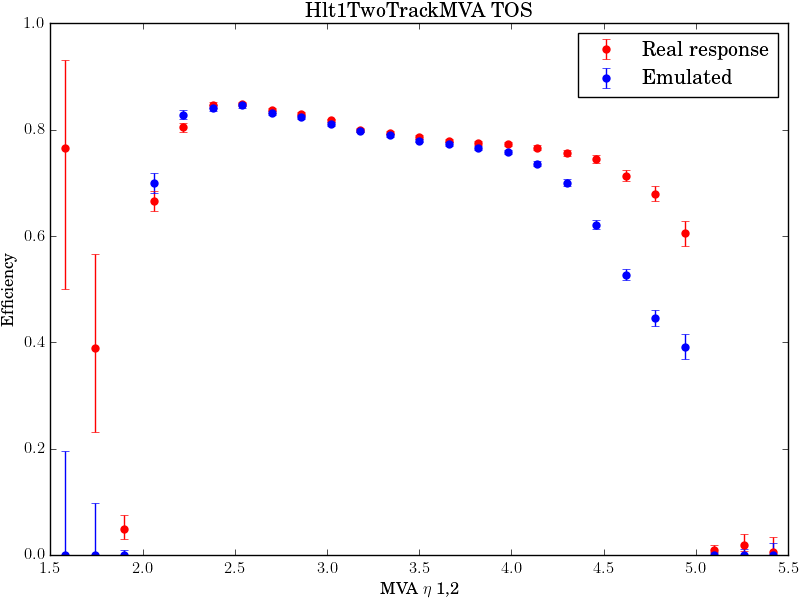 Hlt1TwoTrackMVA TOS
Real response
Emulated
Efficiency
1.0
0.8
0.6
0.4
0.2
0.0
1.5 2.0 2.5 3.0 3.5 4.0 4.5 5.0 5.5
MVA η 1,2